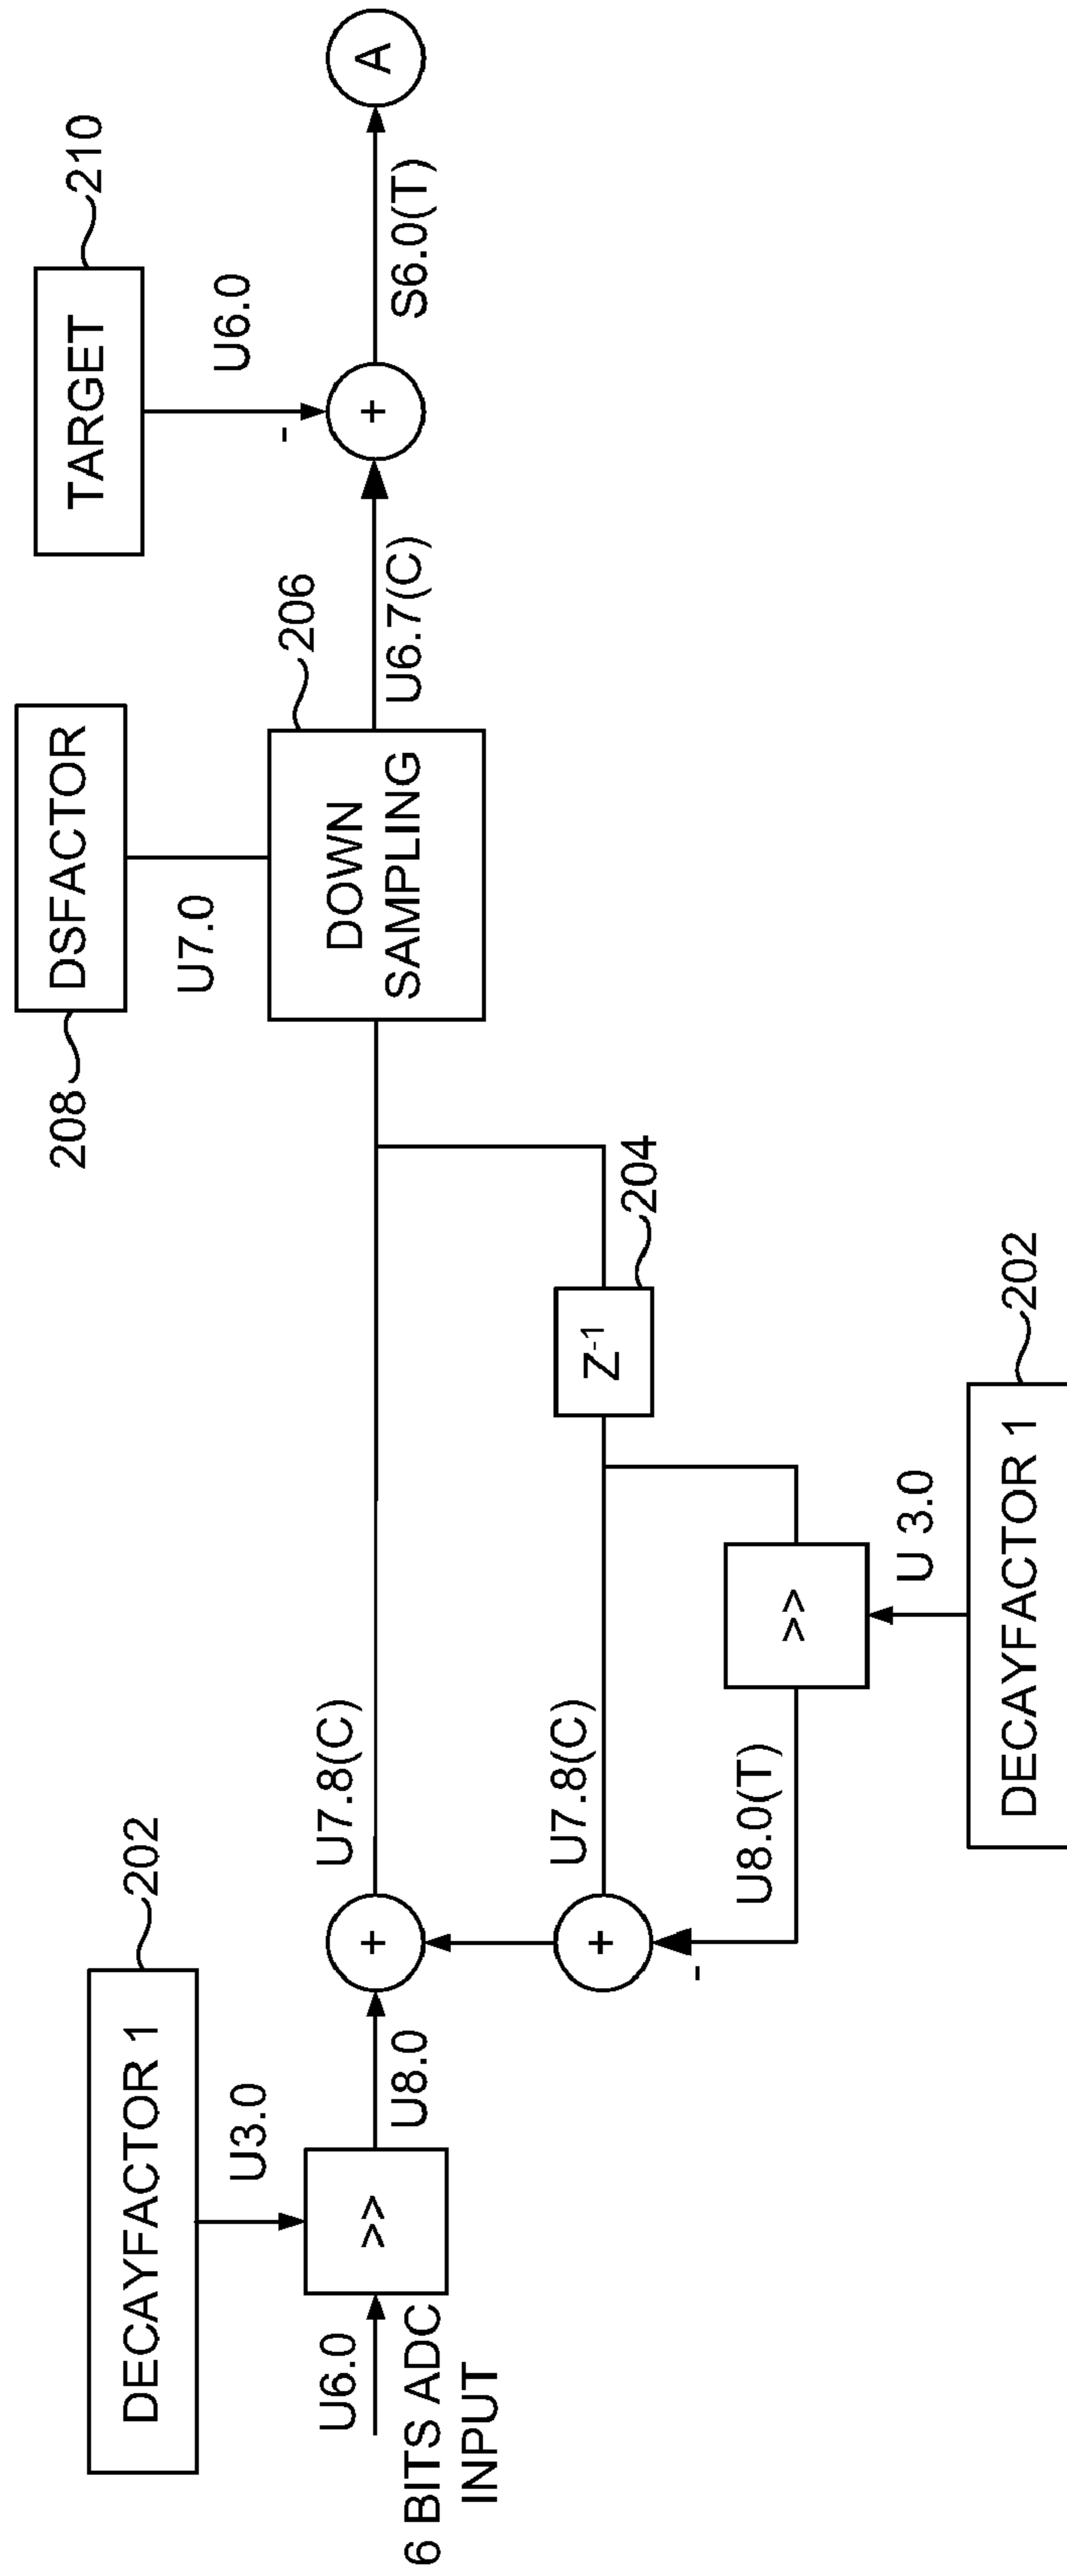 DECAYFACTOR 1
202
U3.0
U6.0
6 BITS ADC
INPUT
>>
U8.0
+
U7.8(C)
+
U7.8(C)
-
U8.0(T)
>>
U 3.0
DECAYFACTOR 1
202
Z-1
204
208
DSFACTOR
U7.0
DOWN
SAMPLING
206
U6.7(C)
TARGET
210
U6.0
-
+
S6.0(T)
A